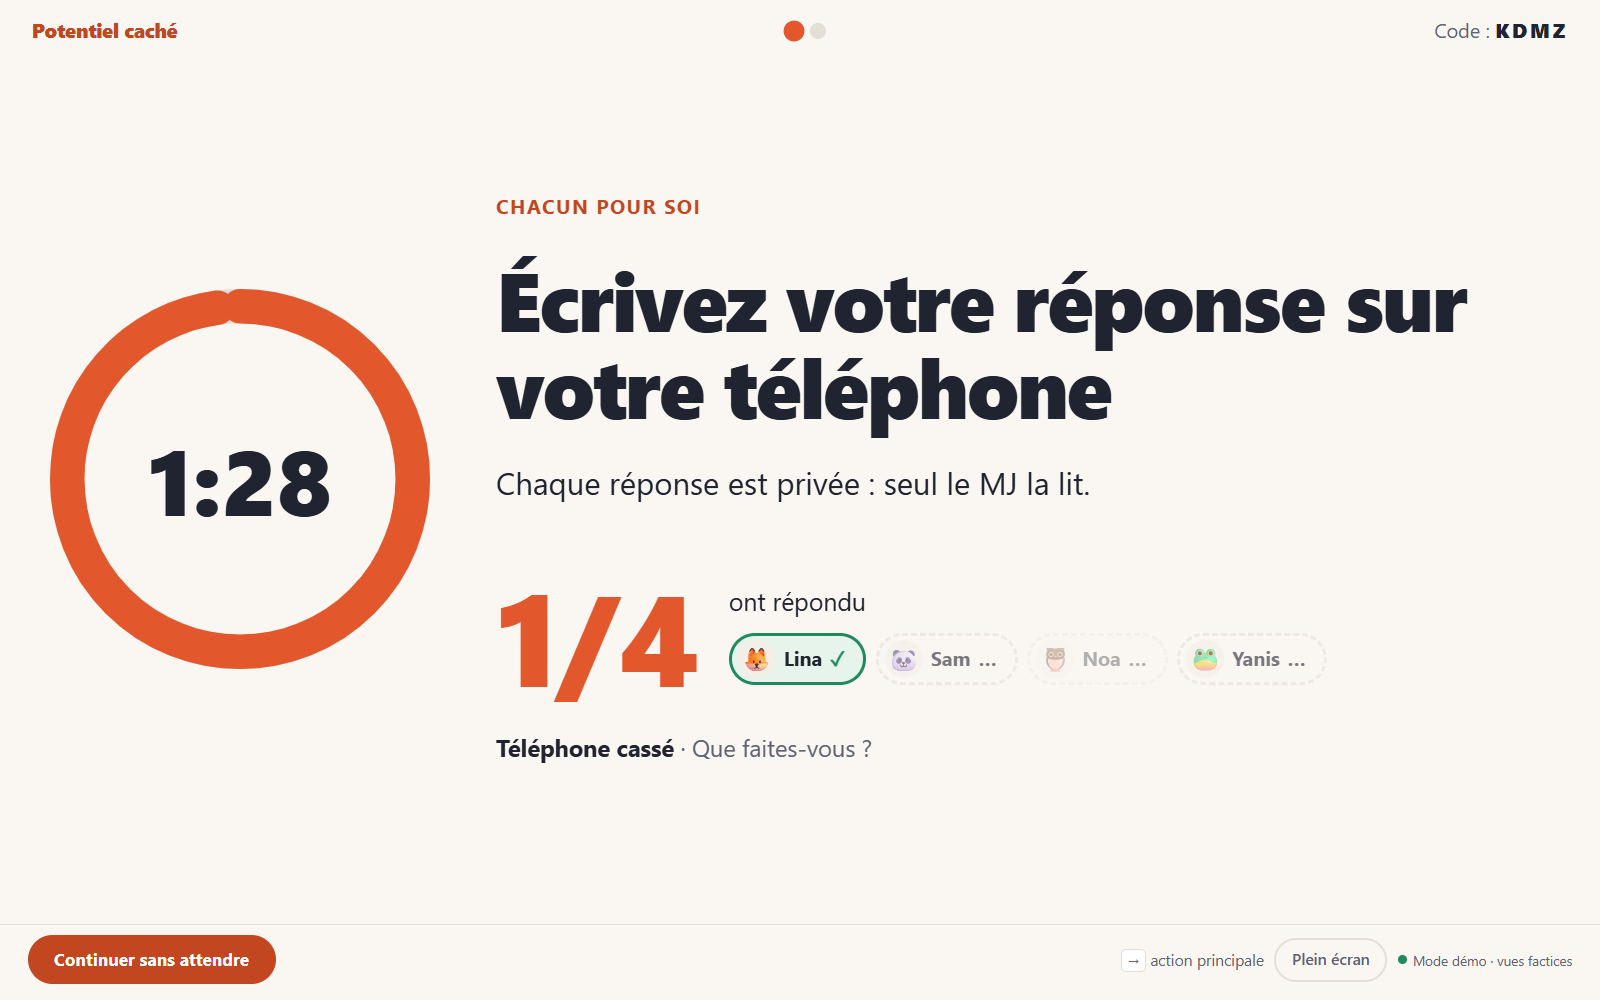 Potentiel caché
Code : KDMZ
CHACUN POUR SOI
Écrivez votre réponse sur
votre téléphone
1:28
Chaque réponse est privée : seul le MJ la lit.
1/4
ont répondu
Lina ✓
Sam ...
Noa ...
Yanis ...
Téléphone cassé · Que faites-vous ?
Continuer sans attendre
→ action principale
Plein écran
Mode démo · vues factices